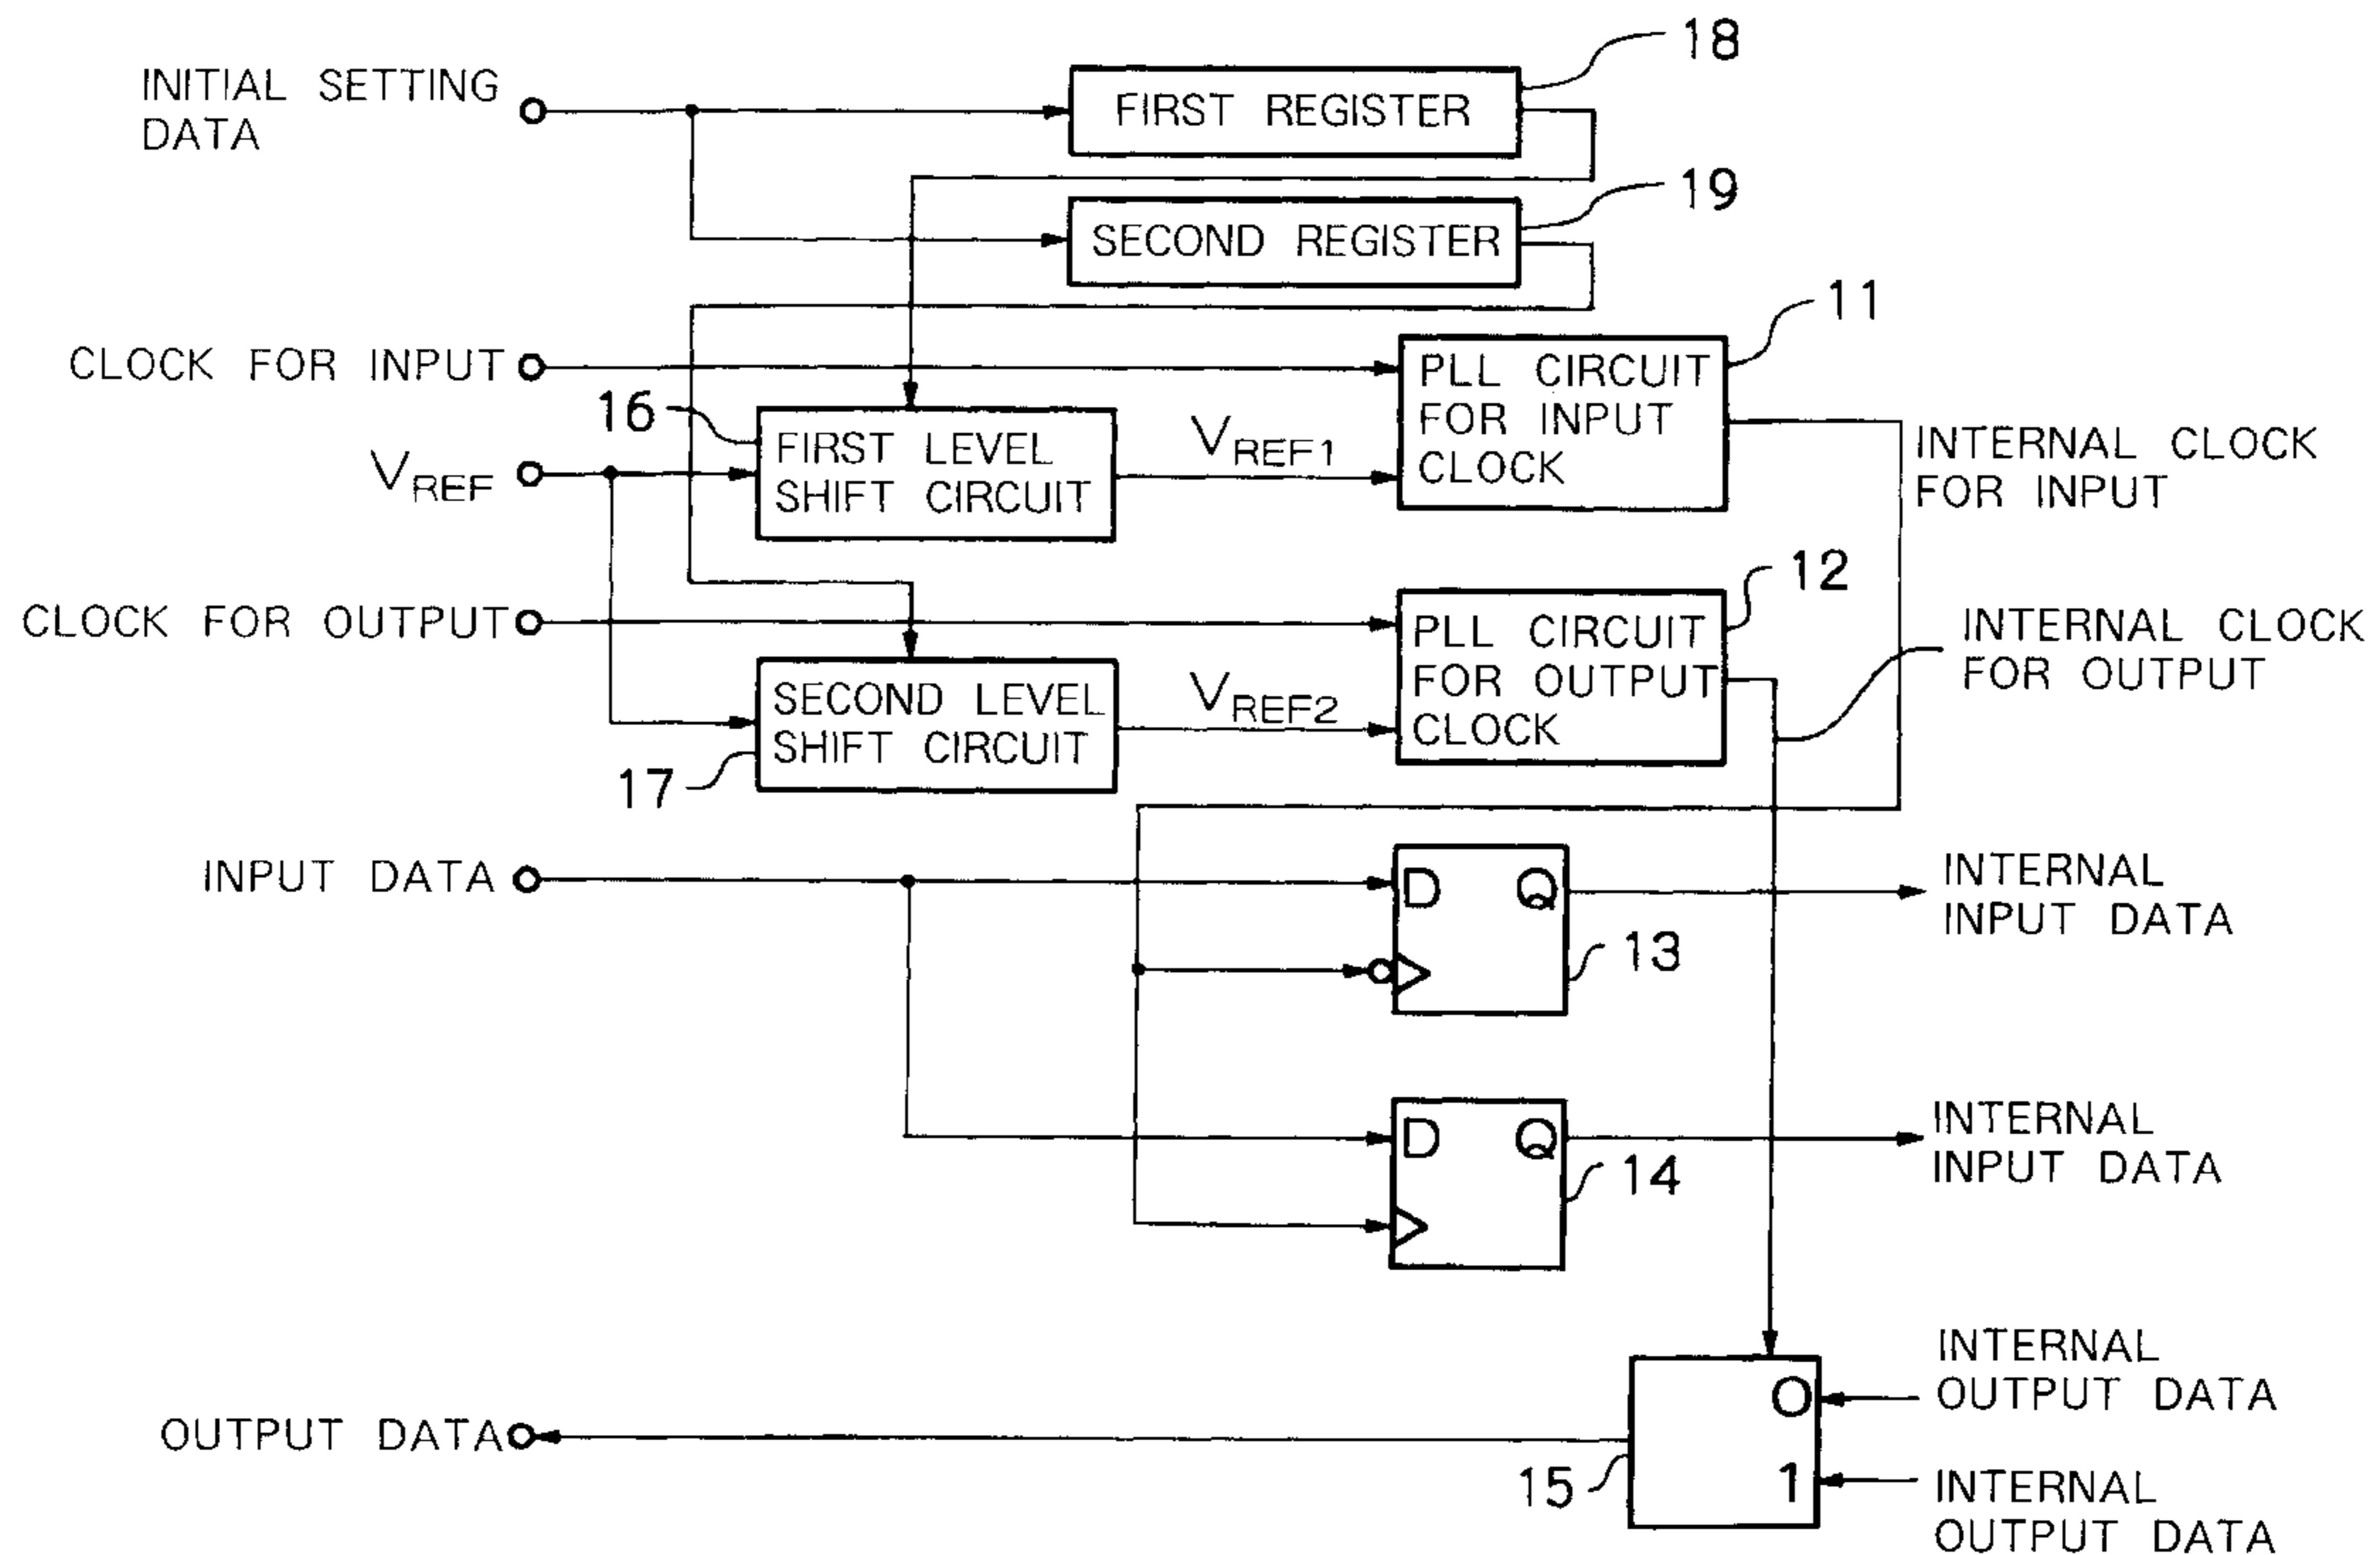 18
INITIAL SETTING
DATA
FIRST REGISTER
19
SECOND REGISTER
11
CLOCK FOR INPUT
PLL CIRCUIT
FOR INPUT
CLOCK
16
FIRST LEVEL
SHIFT CIRCUIT
VREF
VREF1
INTERNAL CLOCK
FOR INPUT
12
CLOCK FOR OUTPUT
PLL CIRCUIT
FOR OUTPUT
CLOCK
INTERNAL CLOCK
FOR OUTPUT
SECOND LEVEL
SHIFT CIRCUIT
VREF2
17
INPUT DATA
D Q
INTERNAL
INPUT DATA
13
D Q
INTERNAL
INPUT DATA
14
INTERNAL
OUTPUT DATA
0
OUTPUT DATA
15
1
INTERNAL
OUTPUT DATA